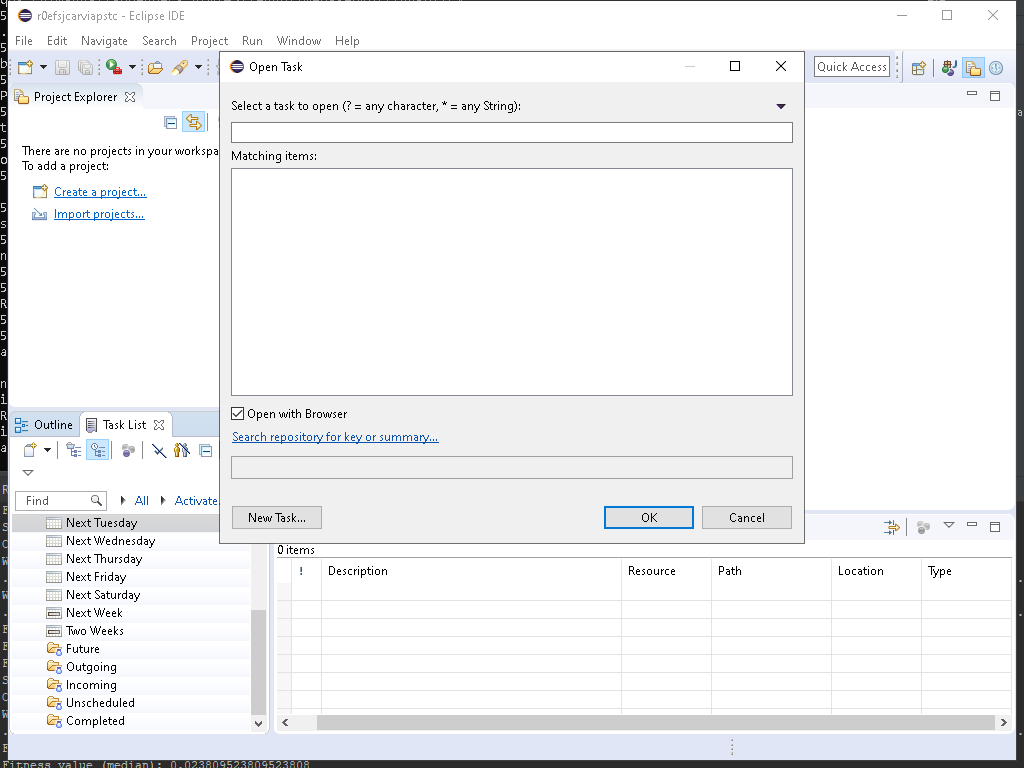 r0efsjcarviapstc - Eclipse IDE
File Edit Navigate Search Project Run Window Help
Quick Access
Project Explorer
There are no projects in your workspa
To add a project:
Create a project...
Import projects...
Open Task
Select a task to open (? = any character, * = any String):
Matching items:
Open with Browser
Search repository for key or summary...
New Task...
OK
Cancel
Outline
Task List
Find
All
Activate
Next Tuesday
Next Wednesday
Next Thursday
Next Friday
Next Saturday
Next Week
Two Weeks
Future
Outgoing
Incoming
Unscheduled
Completed
0 items
! Description Resource Path Location Type
Fitness value (median): 0.023809523809523808